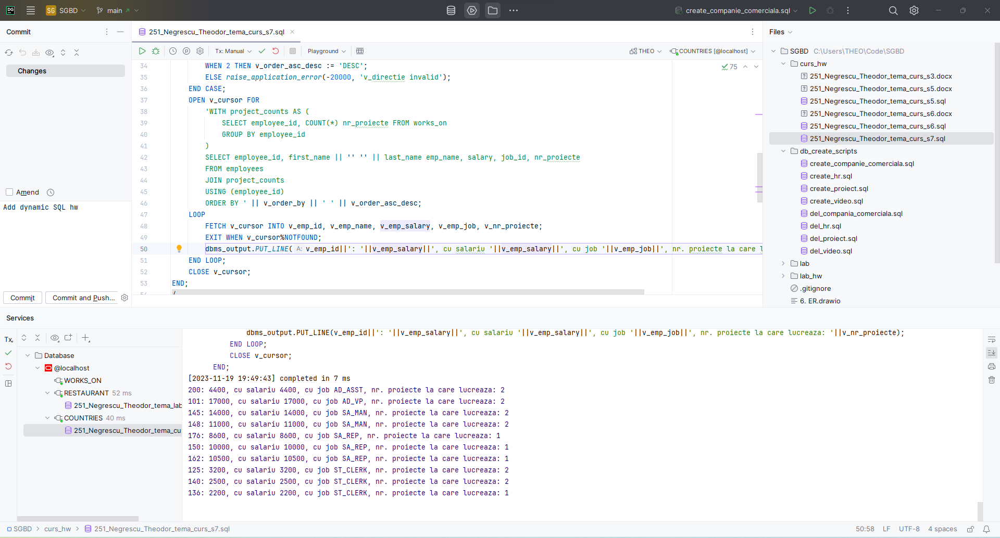 DG
SG SGBD
main
create_companie_comerciala.sql
Commit
Changes
Amend
Add dynamic SQL hw
Commit
Commit and Push...
251_Negrescu_Theodor_tema_curs_s7.sql
Tx: Manual
Playground
THEO
COUNTRIES [@localhost]
75
34 WHEN 2 THEN v_order_asc_desc := 'DESC';
35 ELSE raise_application_error(-20000, 'v_directie invalid');
36 END CASE;
37 OPEN v_cursor FOR
38 'WITH project_counts AS (
39 SELECT employee_id, COUNT(*) nr_proiecte FROM works_on
40 GROUP BY employee_id
41 )
42 SELECT employee_id, first_name || '' '' || last_name emp_name, salary, job_id, nr_proiecte
43 FROM employees
44 JOIN project_counts
45 USING (employee_id)
46 ORDER BY ' || v_order_by || ' ' || v_order_asc_desc;
47 LOOP
48 FETCH v_cursor INTO v_emp_id, v_emp_name, v_emp_salary, v_emp_job, v_nr_proiecte;
49 EXIT WHEN v_cursor%NOTFOUND;
50 dbms_output.PUT_LINE( A: v_emp_id||': '||v_emp_salary||', cu salariu '||v_emp_salary||', cu job '||v_emp_job||', nr. proiecte la care l
51 END LOOP;
52 CLOSE v_cursor;
53 END;
Files
SGBD C:\Users\THEO\Code\SGBD
curs_hw
251_Negrescu_Theodor_tema_curs_s3.docx
251_Negrescu_Theodor_tema_curs_s5.docx
251_Negrescu_Theodor_tema_curs_s5.sql
251_Negrescu_Theodor_tema_curs_s6.docx
251_Negrescu_Theodor_tema_curs_s6.sql
251_Negrescu_Theodor_tema_curs_s7.sql
db_create_scripts
create_companie_comerciala.sql
create_hr.sql
create_proiect.sql
create_video.sql
del_compania_comerciala.sql
del_hr.sql
del_proiect.sql
del_video.sql
lab
lab_hw
.gitignore
6. ER.drawio
Services
Tx
Database
@localhost
WORKS_ON
RESTAURANT 52 ms
251_Negrescu_Theodor_tema_lab
COUNTRIES 40 ms
251_Negrescu_Theodor_tema_cu
dbms_output.PUT_LINE(v_emp_id||': '||v_emp_salary||', cu salariu '||v_emp_salary||', cu job '||v_emp_job||', nr. proiecte la care lucreaza: '||v_nr_proiecte);
END LOOP;
CLOSE v_cursor;
END;
[2023-11-19 19:49:43] completed in 7 ms
200: 4400, cu salariu 4400, cu job AD_ASST, nr. proiecte la care lucreaza: 2
101: 17000, cu salariu 17000, cu job AD_VP, nr. proiecte la care lucreaza: 2
145: 14000, cu salariu 14000, cu job SA_MAN, nr. proiecte la care lucreaza: 2
148: 11000, cu salariu 11000, cu job SA_MAN, nr. proiecte la care lucreaza: 2
176: 8600, cu salariu 8600, cu job SA_REP, nr. proiecte la care lucreaza: 1
150: 10000, cu salariu 10000, cu job SA_REP, nr. proiecte la care lucreaza: 1
162: 10500, cu salariu 10500, cu job SA_REP, nr. proiecte la care lucreaza: 1
125: 3200, cu salariu 3200, cu job ST_CLERK, nr. proiecte la care lucreaza: 2
140: 2500, cu salariu 2500, cu job ST_CLERK, nr. proiecte la care lucreaza: 2
136: 2200, cu salariu 2200, cu job ST_CLERK, nr. proiecte la care lucreaza: 1
SGBD > curs_hw > 251_Negrescu_Theodor_tema_curs_s7.sql
50:58 LF UTF-8 4 spaces